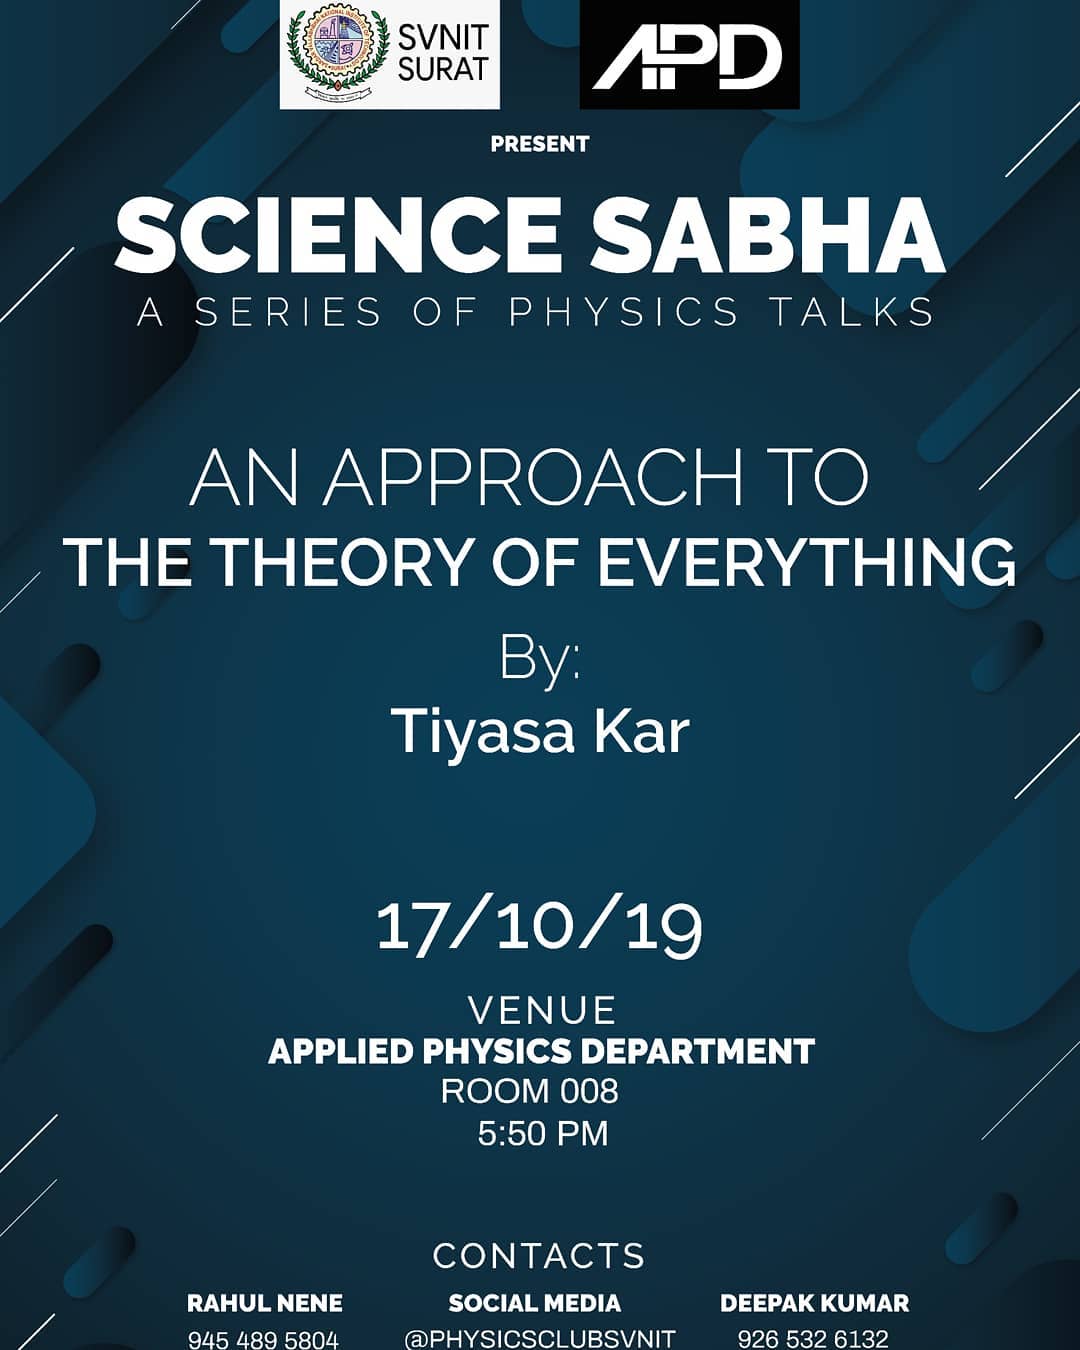 SVNIT
SURAT
APD
PRESENT
SCIENCE SABHA
A SERIES OF PHYSICS TALKS
AN APPROACH TO
THE THEORY OF EVERYTHING
By:
Tiyasa Kar
17/10/19
VENUE
APPLIED PHYSICS DEPARTMENT
ROOM 008
5:50 PM
CONTACTS
RAHUL NENE SOCIAL MEDIA DEEPAK KUMAR
945 489 5804 @PHYSICSCLUBSVNIT 926 532 6132